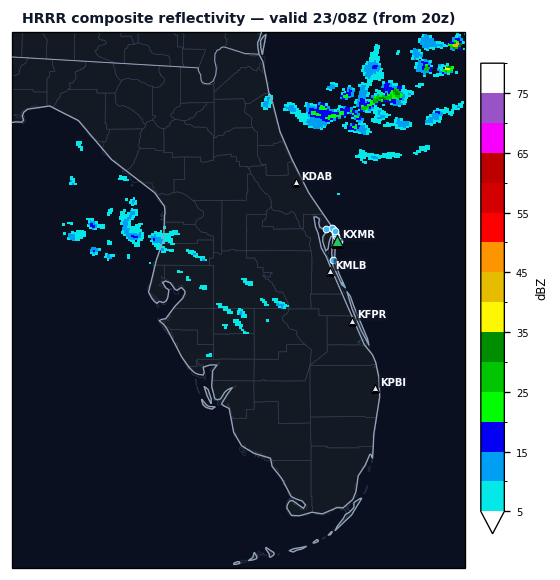 HRRR composite reflectivity — valid 23/08Z (from 20z)
KDAB
KXMR
KMLB
KFPR
KPBI
75
65
55
45
35
25
15
5
dBZ